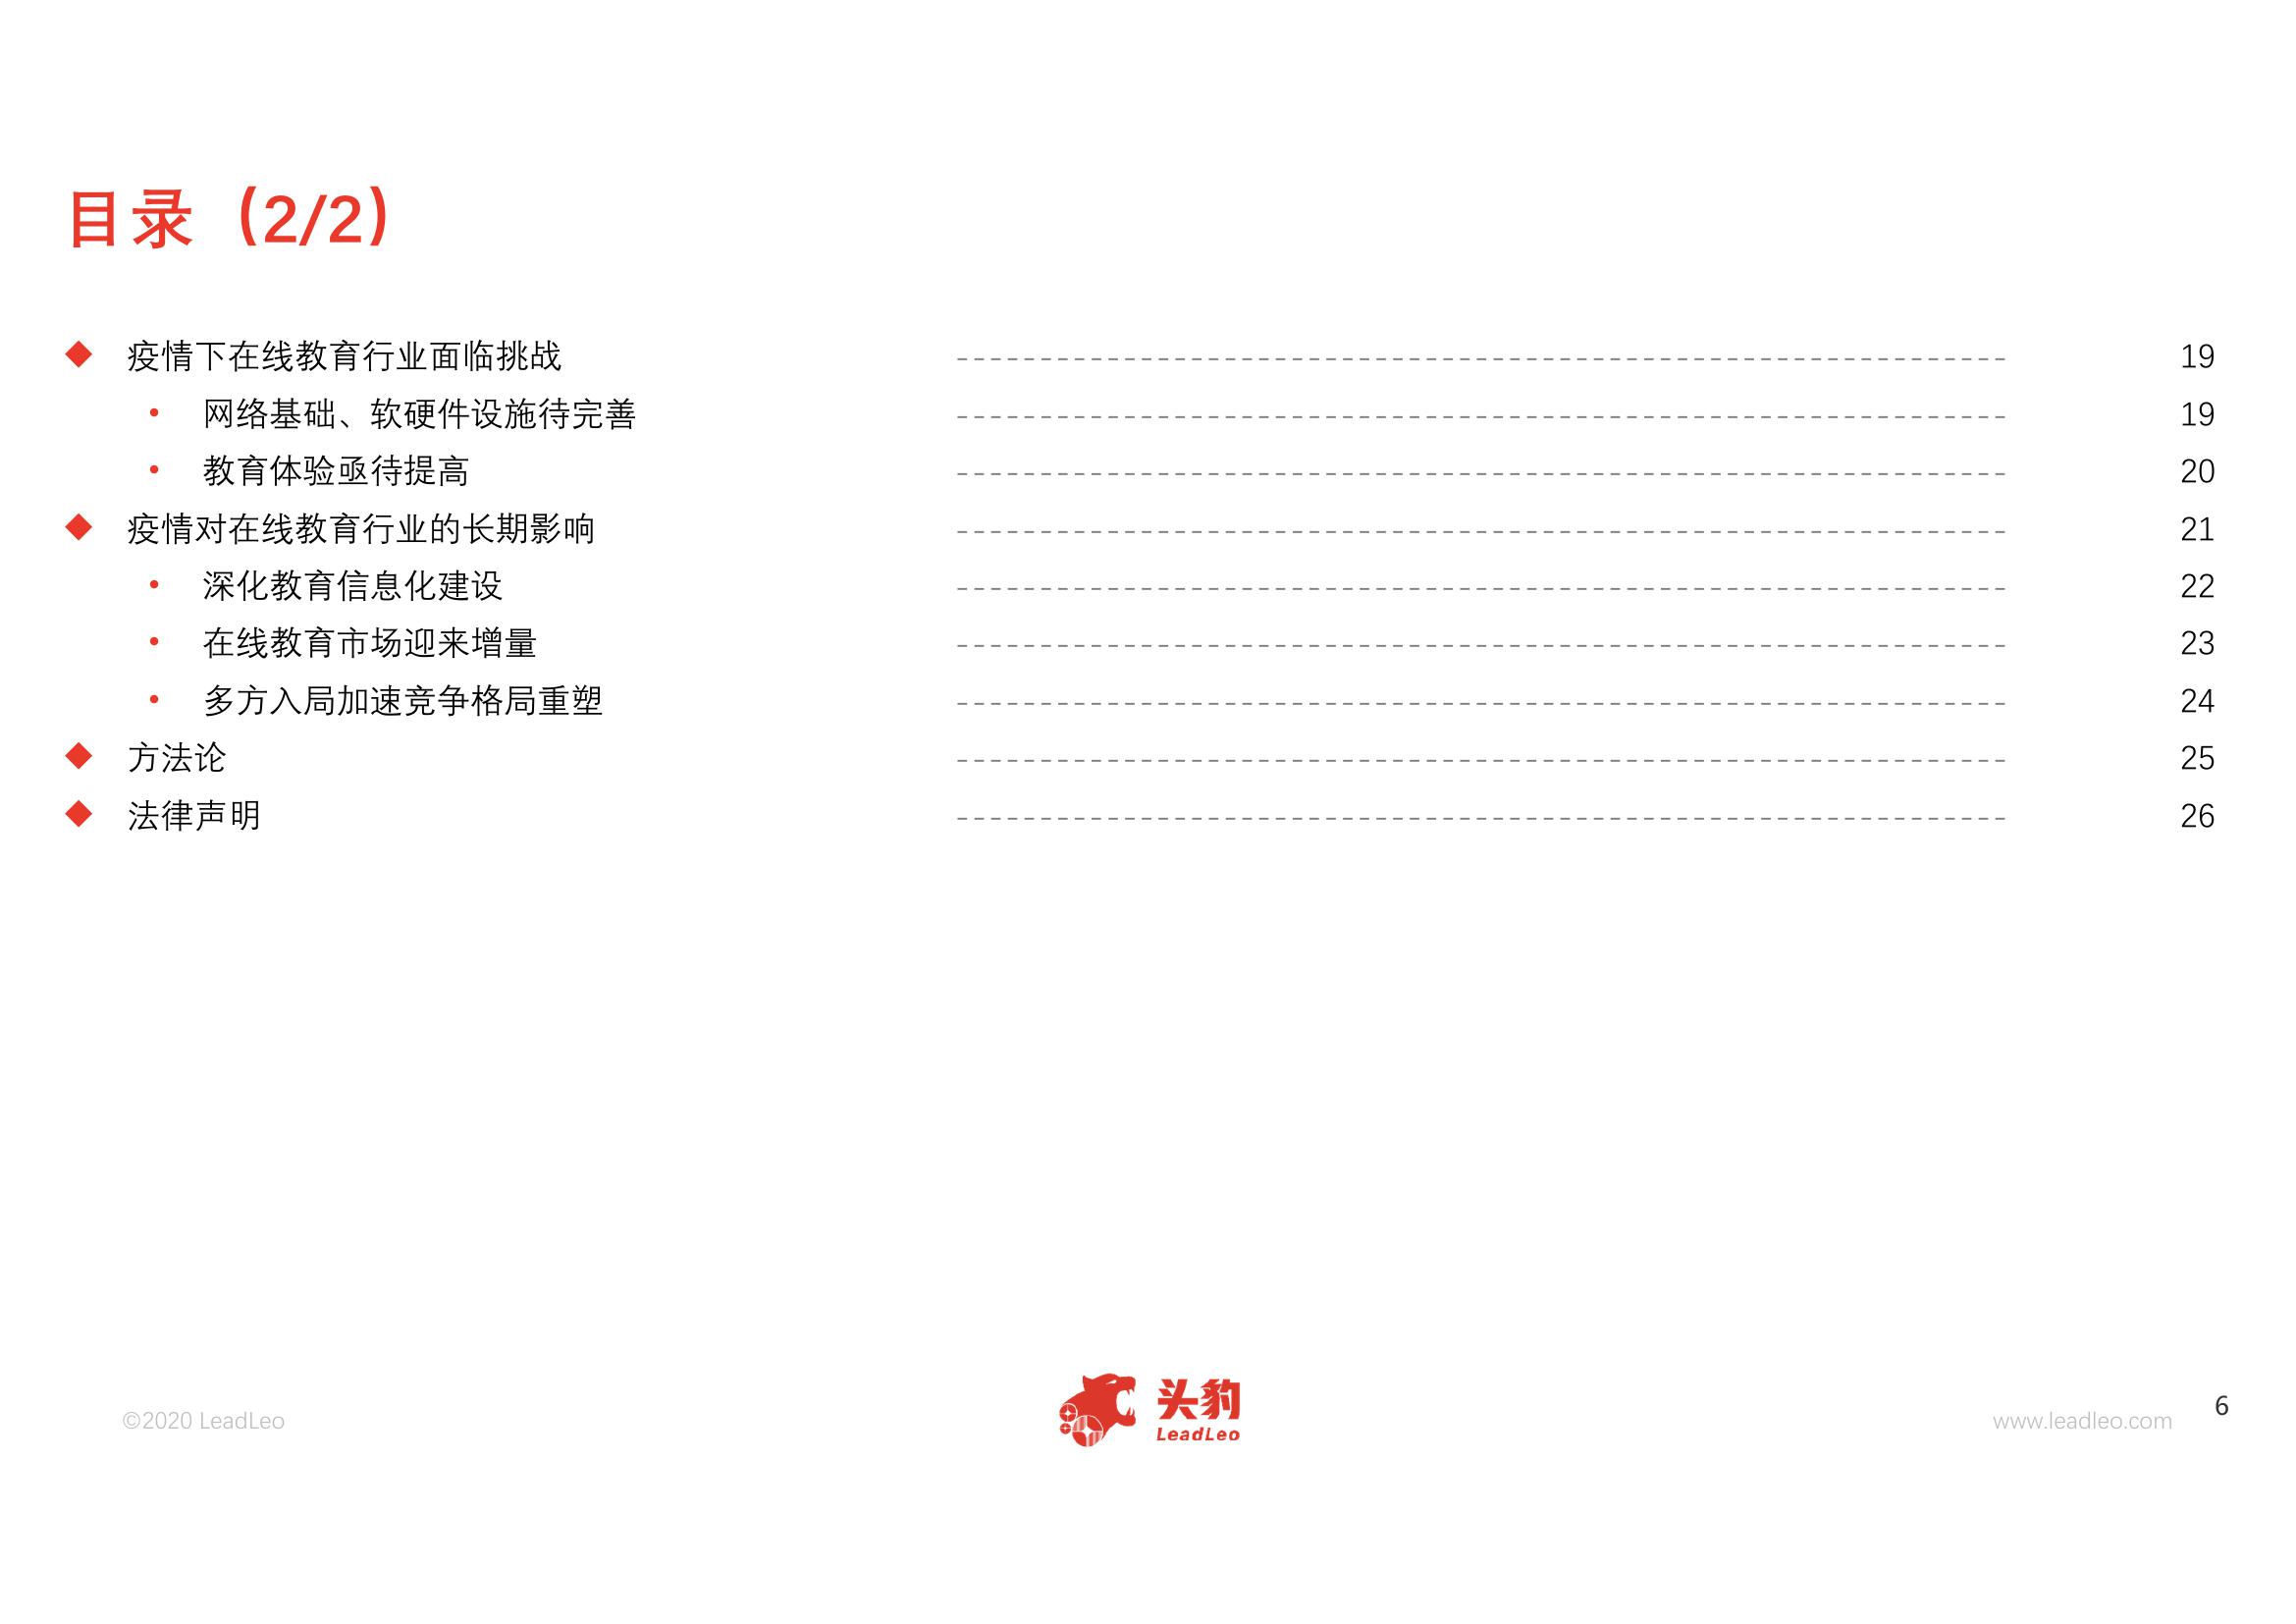 目录（2/2）
疫情下在线教育行业面临挑战 19
网络基础、软硬件设施待完善 19
教育体验亟待提高 20
疫情对在线教育行业的长期影响 21
深化教育信息化建设 22
在线教育市场迎来增量 23
多方入局加速竞争格局重塑 24
方法论 25
法律声明 26
©2020 LeadLeo
头豹
LeadLeo
www.leadleo.com
6